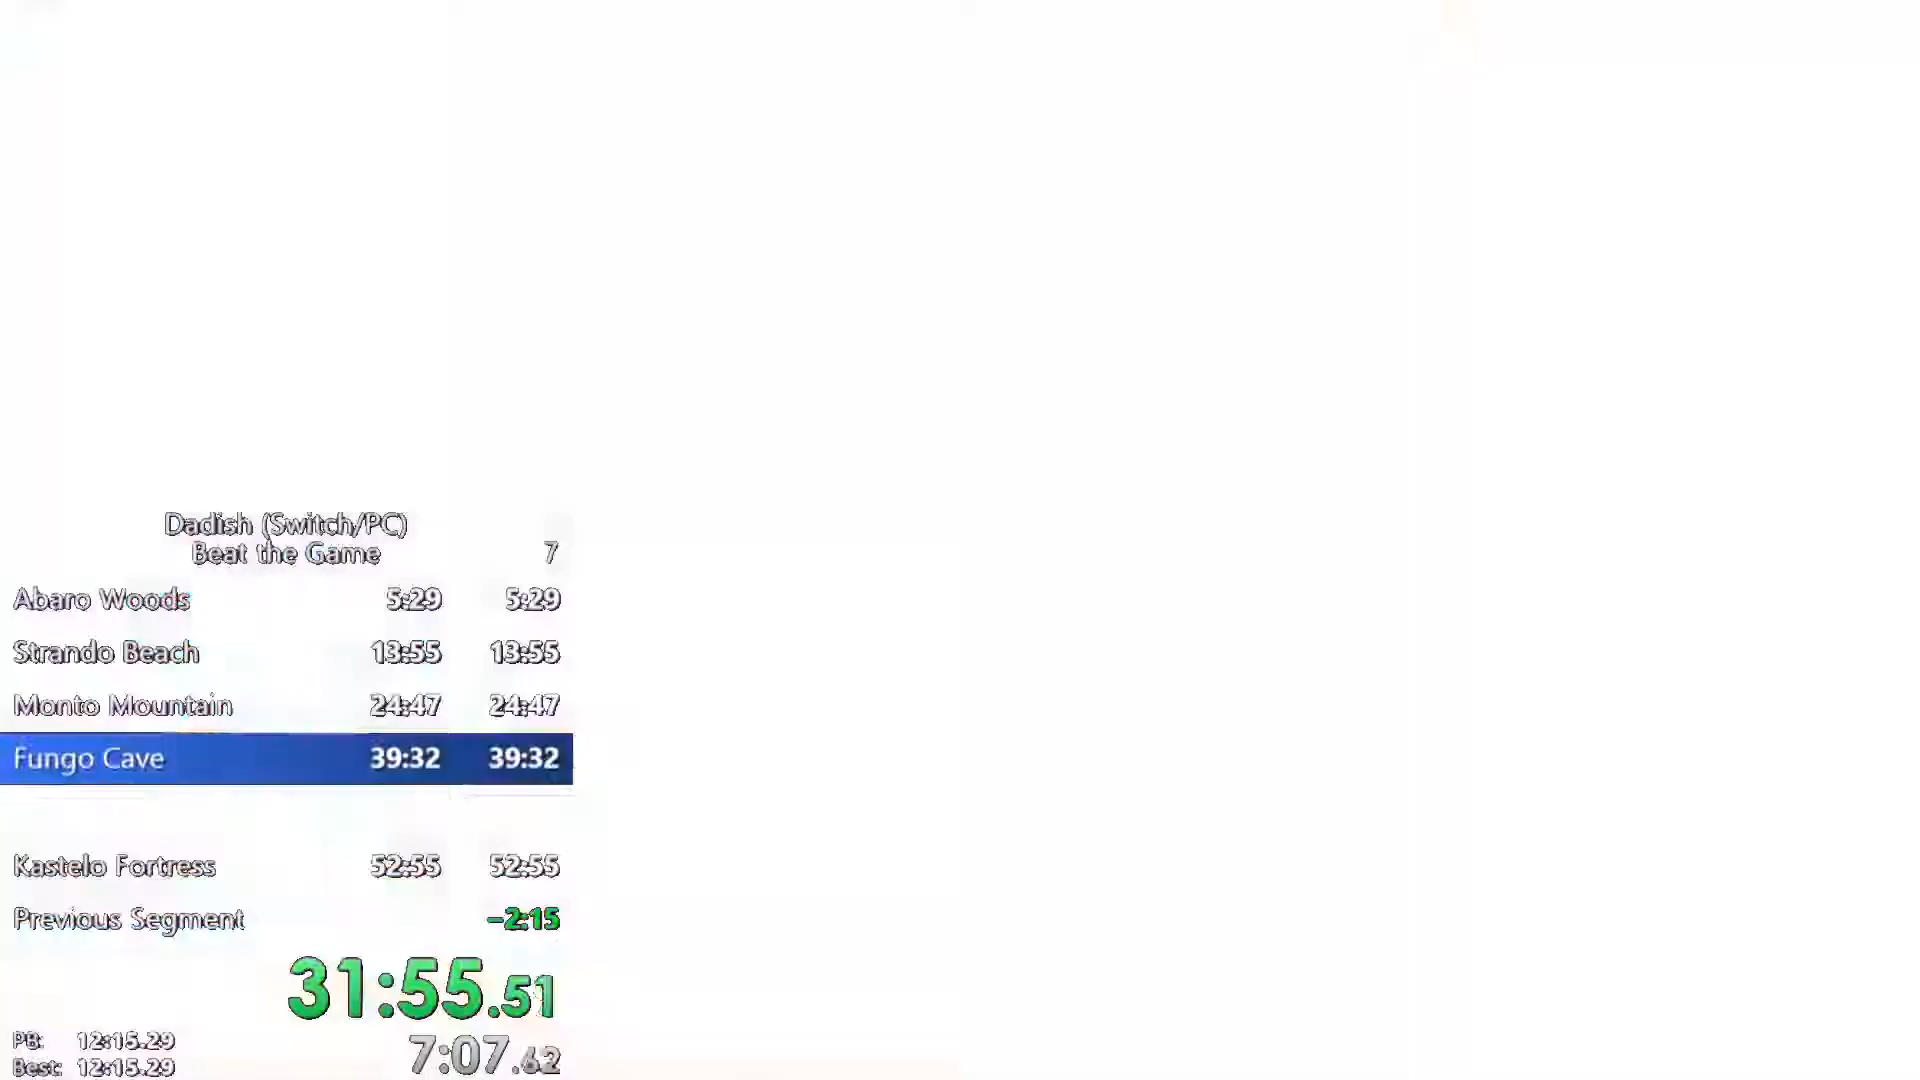 Dadish (Switch/PC)
Beat the Game 7
Abaro Woods 5:29 5:29
Strando Beach 13:55 13:55
Monto Mountain 24:47 24:47
Fungo Cave 39:32 39:32
Kastelo Fortress 52:55 52:55
Previous Segment −2:15
31:55.51
PB: 12:15.29
7:07.62
Best: 12:15.29